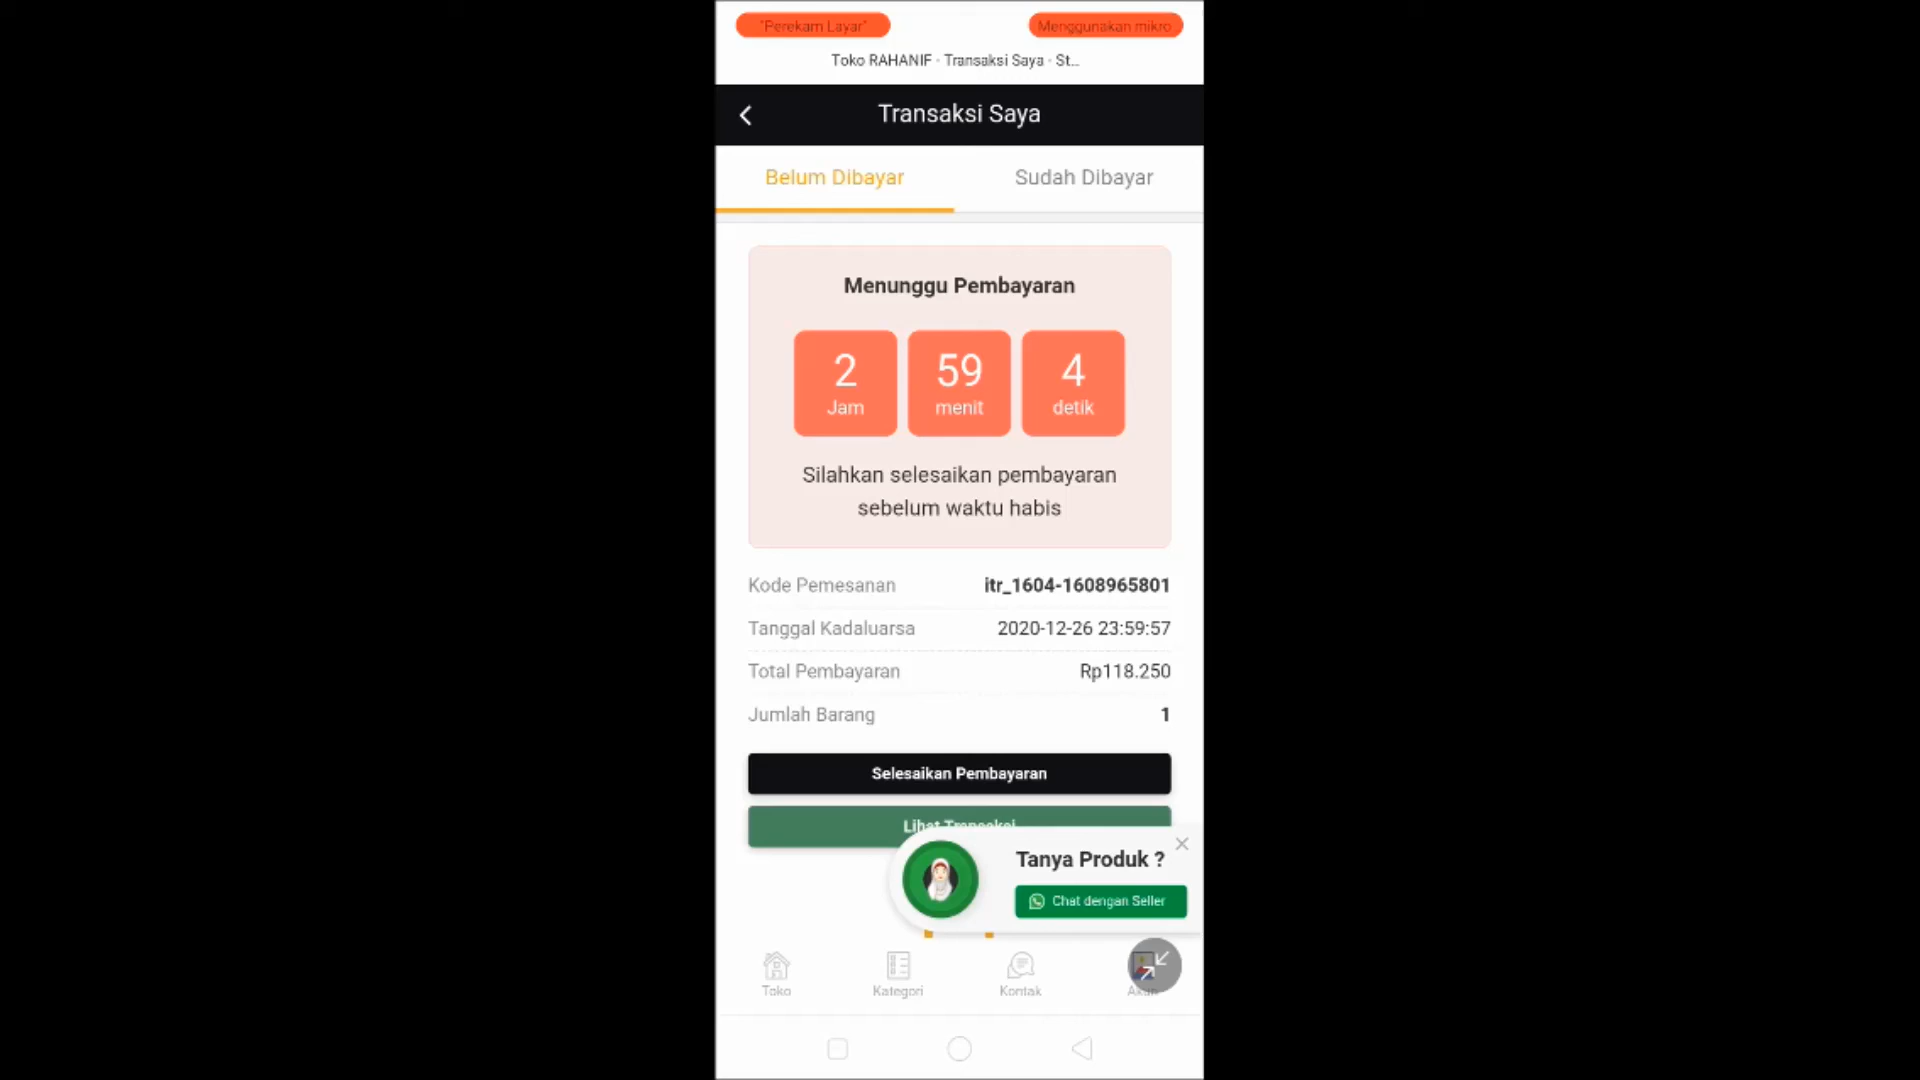 "Perekam Layar"
Menggunakan mikro
Toko RAHANIF - Transaksi Saya - St...
Transaksi Saya
Belum Dibayar
Sudah Dibayar
Menunggu Pembayaran
2
59
4
Jam
menit
detik
Silahkan selesaikan pembayaran
sebelum waktu habis
Kode Pemesanan
itr_1604-1608965801
Tanggal Kadaluarsa
2020-12-26 23:59:57
Total Pembayaran
Rp118.250
Jumlah Barang
1
Selesaikan Pembayaran
Lihat Transaksi
Tanya Produk ?
Chat dengan Seller
Toko
Kategori
Kontak
Akun